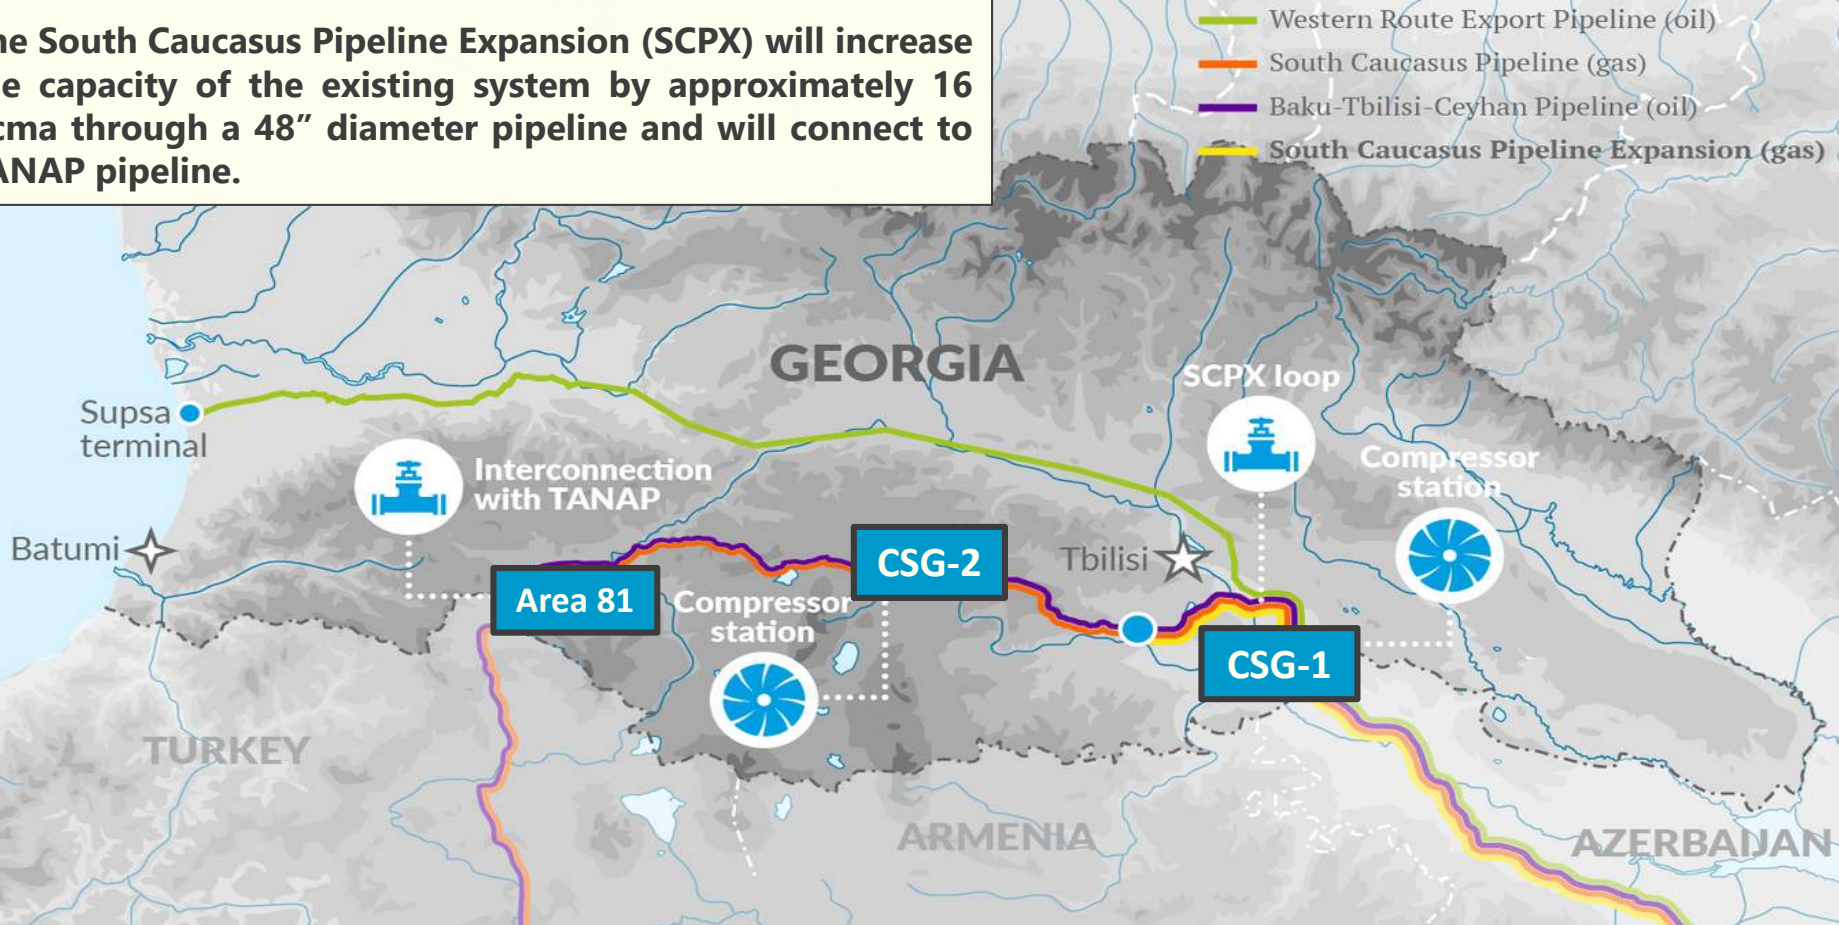 he South Caucasus Pipeline Expansion (SCPX) will increase
e capacity of the existing system by approximately 16
cma through a 48” diameter pipeline and will connect to
ANAP pipeline.
Western Route Export Pipeline (oil)
South Caucasus Pipeline (gas)
Baku-Tbilisi-Ceyhan Pipeline (oil)
South Caucasus Pipeline Expansion (gas)
GEORGIA
SCPX loop
Supsa
terminal
Interconnection
with TANAP
Compressor
station
Batumi
CSG-2
Tbilisi
Area 81
Compressor
station
CSG-1
TURKEY
ARMENIA
AZERBAIJAN